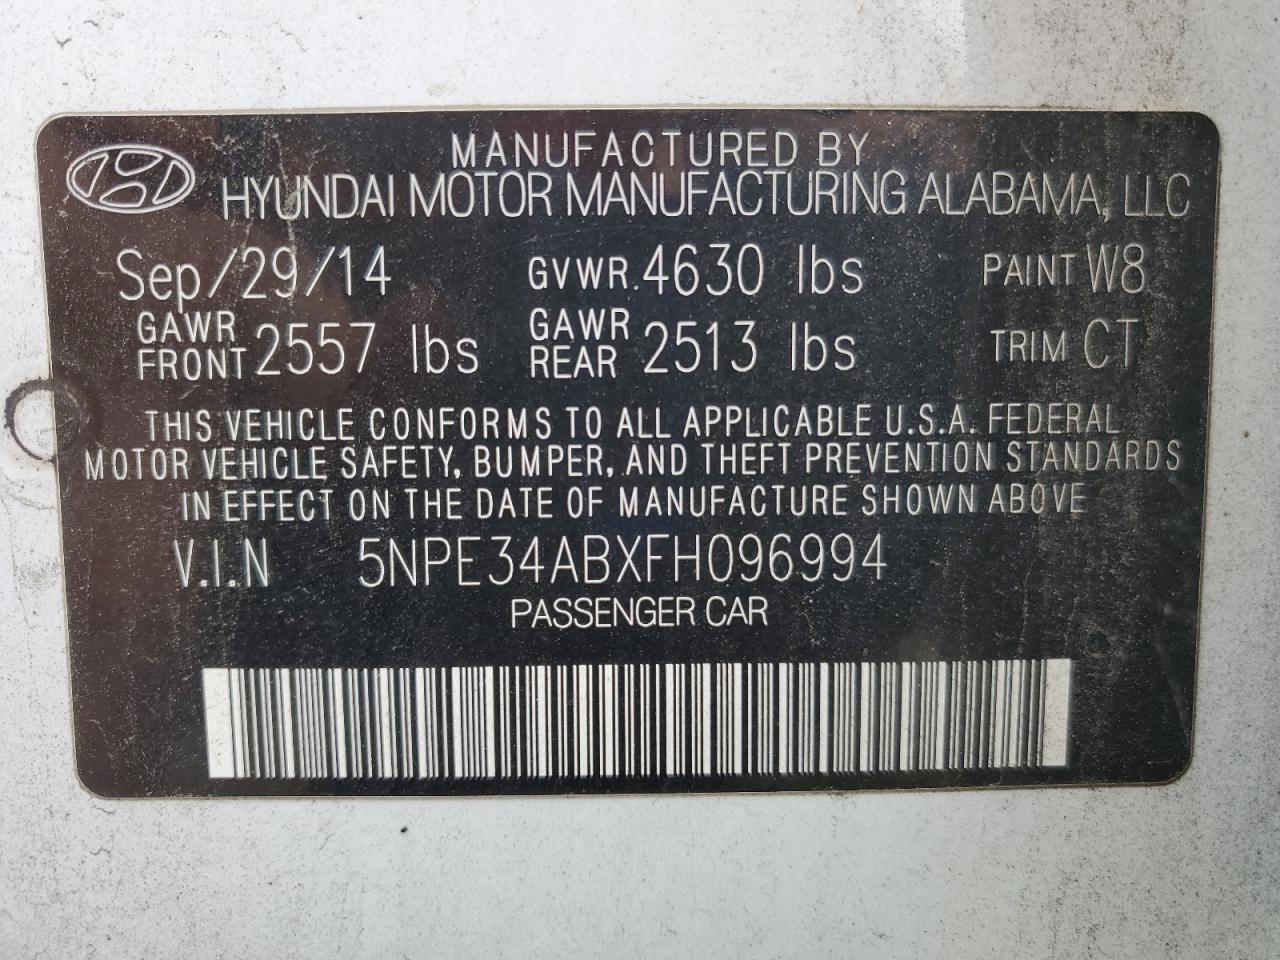 MANUFACTURED BY
HYUNDAI MOTOR MANUFACTURING ALABAMA, LLC
Sep/29/14 GVWR.4630 lbs PAINT W8
GAWR FRONT 2557 lbs GAWR REAR 2513 lbs TRIM CT
THIS VEHICLE CONFORMS TO ALL APPLICABLE U.S.A. FEDERAL
MOTOR VEHICLE SAFETY, BUMPER, AND THEFT PREVENTION STANDARDS
IN EFFECT ON THE DATE OF MANUFACTURE SHOWN ABOVE
V.I.N 5NPE34ABXFH096994
PASSENGER CAR